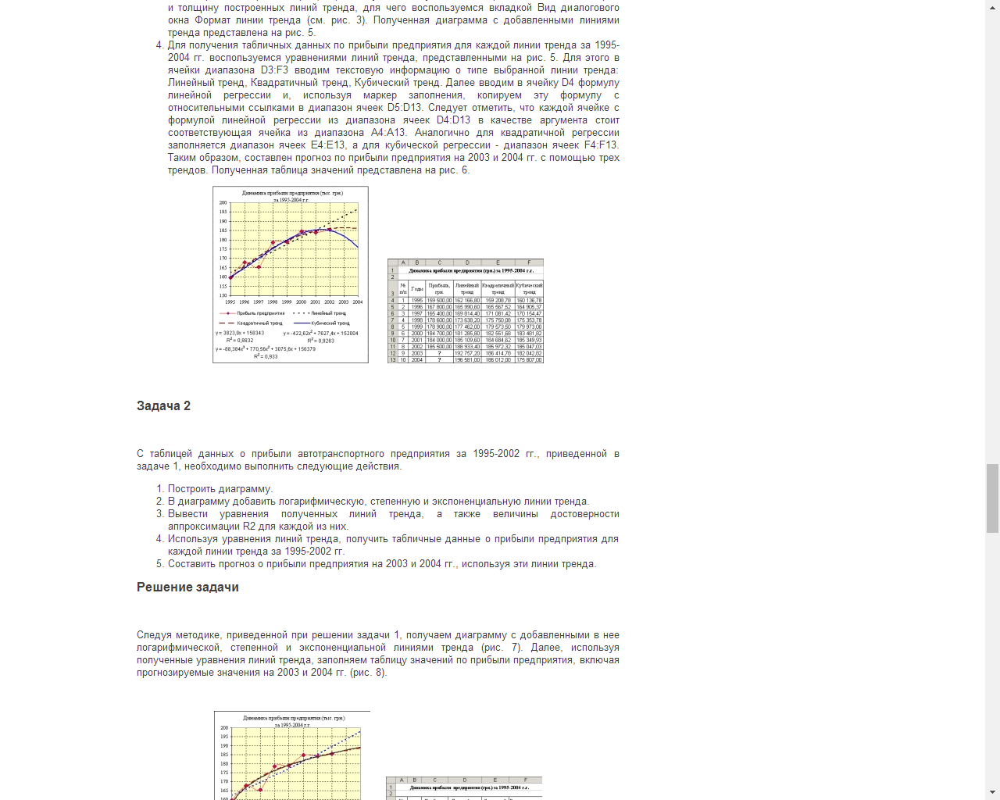 и толщину построенных линий тренда, для чего воспользуемся вкладкой Вид диалогового
окна Формат линии тренда (см. рис. 3). Полученная диаграмма с добавленными линиями
тренда представлена на рис. 5.
4. Для получения табличных данных по прибыли предприятия для каждой линии тренда за 1995-
2004 гг. воспользуемся уравнениями линий тренда, представленными на рис. 5. Для этого в
ячейки диапазона D3:F3 вводим текстовую информацию о типе выбранной линии тренда:
Линейный тренд, Квадратичный тренд, Кубический тренд. Далее вводим в ячейку D4 формулу
линейной регрессии и, используя маркер заполнения, копируем эту формулу с
относительными ссылками в диапазон ячеек D5:D13. Следует отметить, что каждой ячейке с
формулой линейной регрессии из диапазона ячеек D4:D13 в качестве аргумента стоит
соответствующая ячейка из диапазона A4:A13. Аналогично для квадратичной регрессии
заполняется диапазон ячеек E4:E13, а для кубической регрессии - диапазон ячеек F4:F13.
Таким образом, составлен прогноз по прибыли предприятия на 2003 и 2004 гг. с помощью трех
трендов. Полученная таблица значений представлена на рис. 6.
Динамика прибыли предприятия (тыс. грн.)
за 1995-2004 г.г.
200
195
190
185
180
175
170
165
160
155
150
1995 1996 1997 1998 1999 2000 2001 2002 2003 2004
Прибыль предприятия Линейный тренд
Квадратичный тренд Кубический тренд
y = 3823,8x + 158343 y = -422,62x² + 7627,4x + 152004
R² = 0,8832 R² = 0,9263
y = -88,384x³ + 770,56x² + 3075,6x + 156379
R² = 0,933
A B C D E F
1 Динамика прибыли предприятия (грн.) за 1995-2004 г.г.
2
3 № п/п Годы Прибыль, грн. Линейный тренд Квадратичный тренд Кубический тренд
4 1 1995 159 500,00 162 166,80 159 208,78 160 136,78
5 2 1996 167 800,00 165 990,60 165 567,52 164 905,37
6 3 1997 165 400,00 169 814,40 171 081,42 170 154,47
7 4 1998 178 600,00 173 638,20 175 750,08 175 353,78
8 5 1999 178 900,00 177 462,00 179 573,50 179 973,00
9 6 2000 184 700,00 181 285,80 182 551,68 183 481,82
10 7 2001 184 000,00 185 109,60 184 684,62 185 349,93
11 8 2002 185 500,00 188 933,40 185 972,32 185 047,03
12 9 2003 ? 192 757,20 186 414,78 182 042,82
13 10 2004 ? 196 581,00 186 012,00 175 807,00
Задача 2
С таблицей данных о прибыли автотранспортного предприятия за 1995-2002 гг., приведенной в
задаче 1, необходимо выполнить следующие действия.
1. Построить диаграмму.
2. В диаграмму добавить логарифмическую, степенную и экспоненциальную линии тренда.
3. Вывести уравнения полученных линий тренда, а также величины достоверности
аппроксимации R2 для каждой из них.
4. Используя уравнения линий тренда, получить табличные данные о прибыли предприятия для
каждой линии тренда за 1995-2002 гг.
5. Составить прогноз о прибыли предприятия на 2003 и 2004 гг., используя эти линии тренда.
Решение задачи
Следуя методике, приведенной при решении задачи 1, получаем диаграмму с добавленными в нее
логарифмической, степенной и экспоненциальной линиями тренда (рис. 7). Далее, используя
полученные уравнения линий тренда, заполняем таблицу значений по прибыли предприятия, включая
прогнозируемые значения на 2003 и 2004 гг. (рис. 8).
Динамика прибыли предприятия (тыс. грн.)
за 1995-2004 г.г.
200
195
190
185
180
175
170
165
160
A B C D E F
1 Динамика прибыли предприятия (грн.) за 1995-2004 г.г.
2